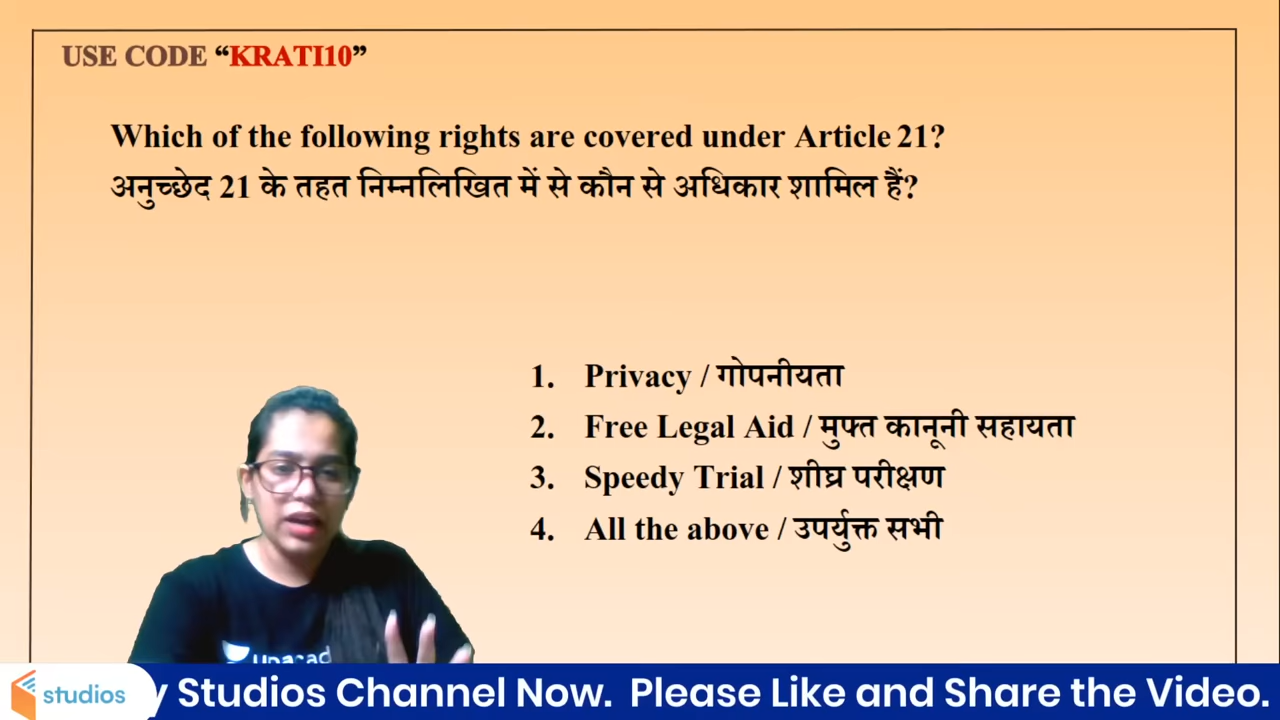 USE CODE “KRATI10”
Which of the following rights are covered under Article 21?
अनुच्छेद 21 के तहत निम्नलिखित में से कौन से अधिकार शामिल हैं?
1. Privacy / गोपनीयता
2. Free Legal Aid / मुफ्त कानूनी सहायता
3. Speedy Trial / शीघ्र परीक्षण
4. All the above / उपर्युक्त सभी
studios
y Studios Channel Now. Please Like and Share the Video.